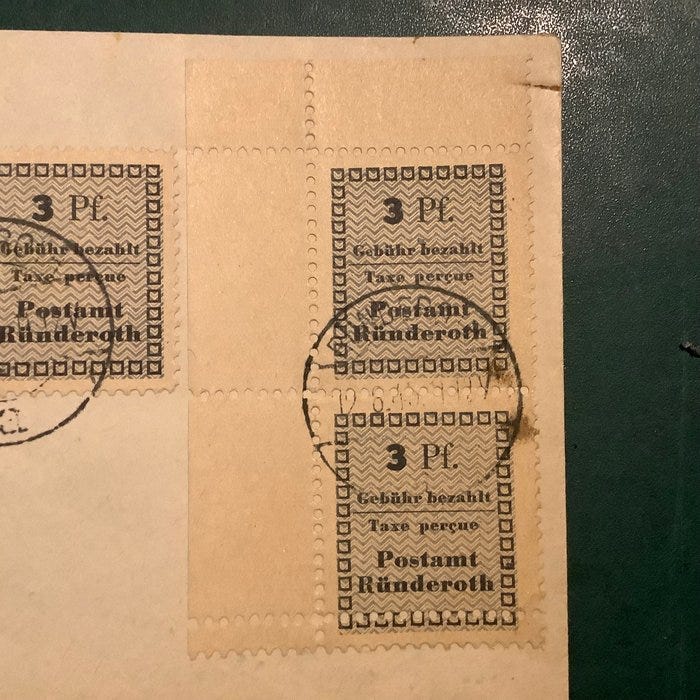 3 Pf.
Gebühr bezahlt
Taxe perçue
Postamt
Ründeroth
3 Pf.
Gebühr bezahlt
Taxe perçue
Postamt
Ründeroth
3 Pf.
Gebühr bezahlt
Taxe perçue
Postamt
Ründeroth